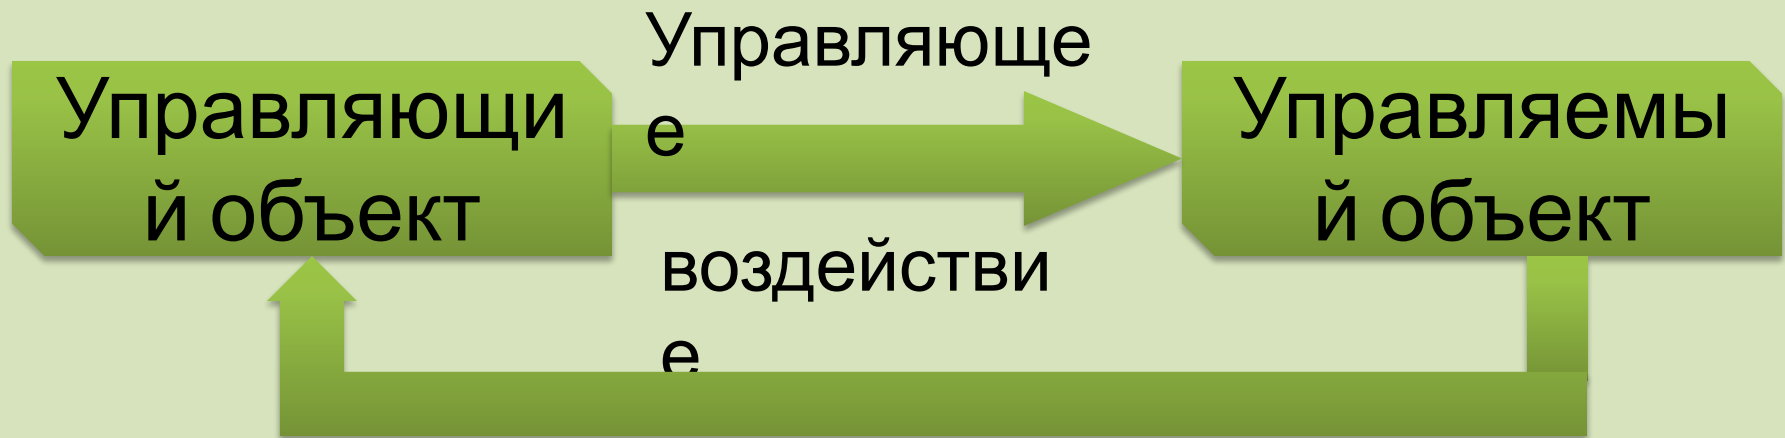 Управляющи
й объект
Управляюще
е
воздействи
е
Управляемы
й объект